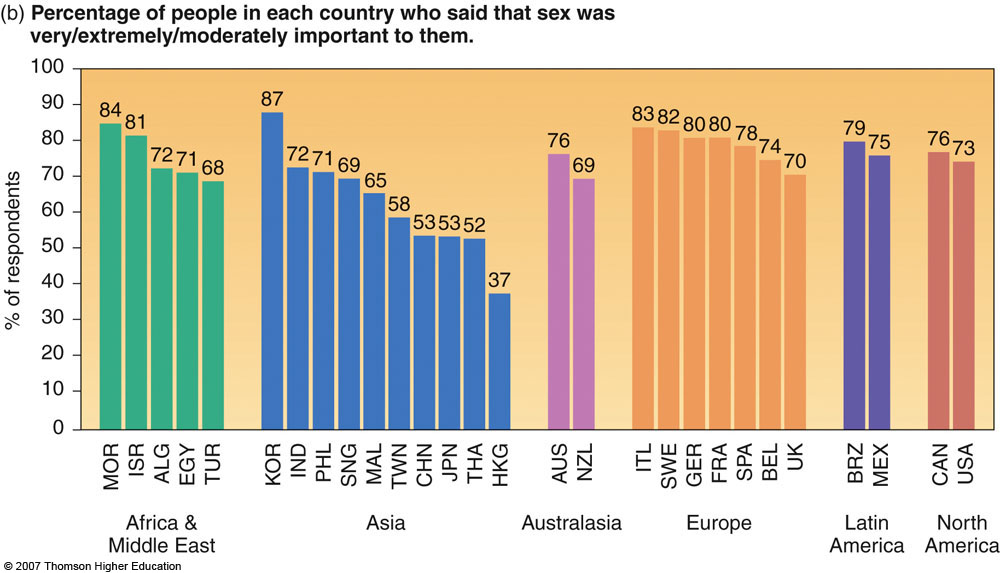 (b) Percentage of people in each country who said that sex was
very/extremely/moderately important to them.
% of respondents
100
90
80
70
60
50
40
30
20
10
0
84
81
72
71
68
87
72
71
69
65
58
53
53
52
37
76
69
83
82
80
80
78
74
70
79
75
76
73
MOR
ISR
ALG
EGY
TUR
KOR
IND
PHL
SNG
MAL
TWN
CHN
JPN
THA
HKG
AUS
NZL
ITL
SWE
GER
FRA
SPA
BEL
UK
BRZ
MEX
CAN
USA
Africa &
Middle East
Asia
Australasia
Europe
Latin
America
North
America
© 2007 Thomson Higher Education